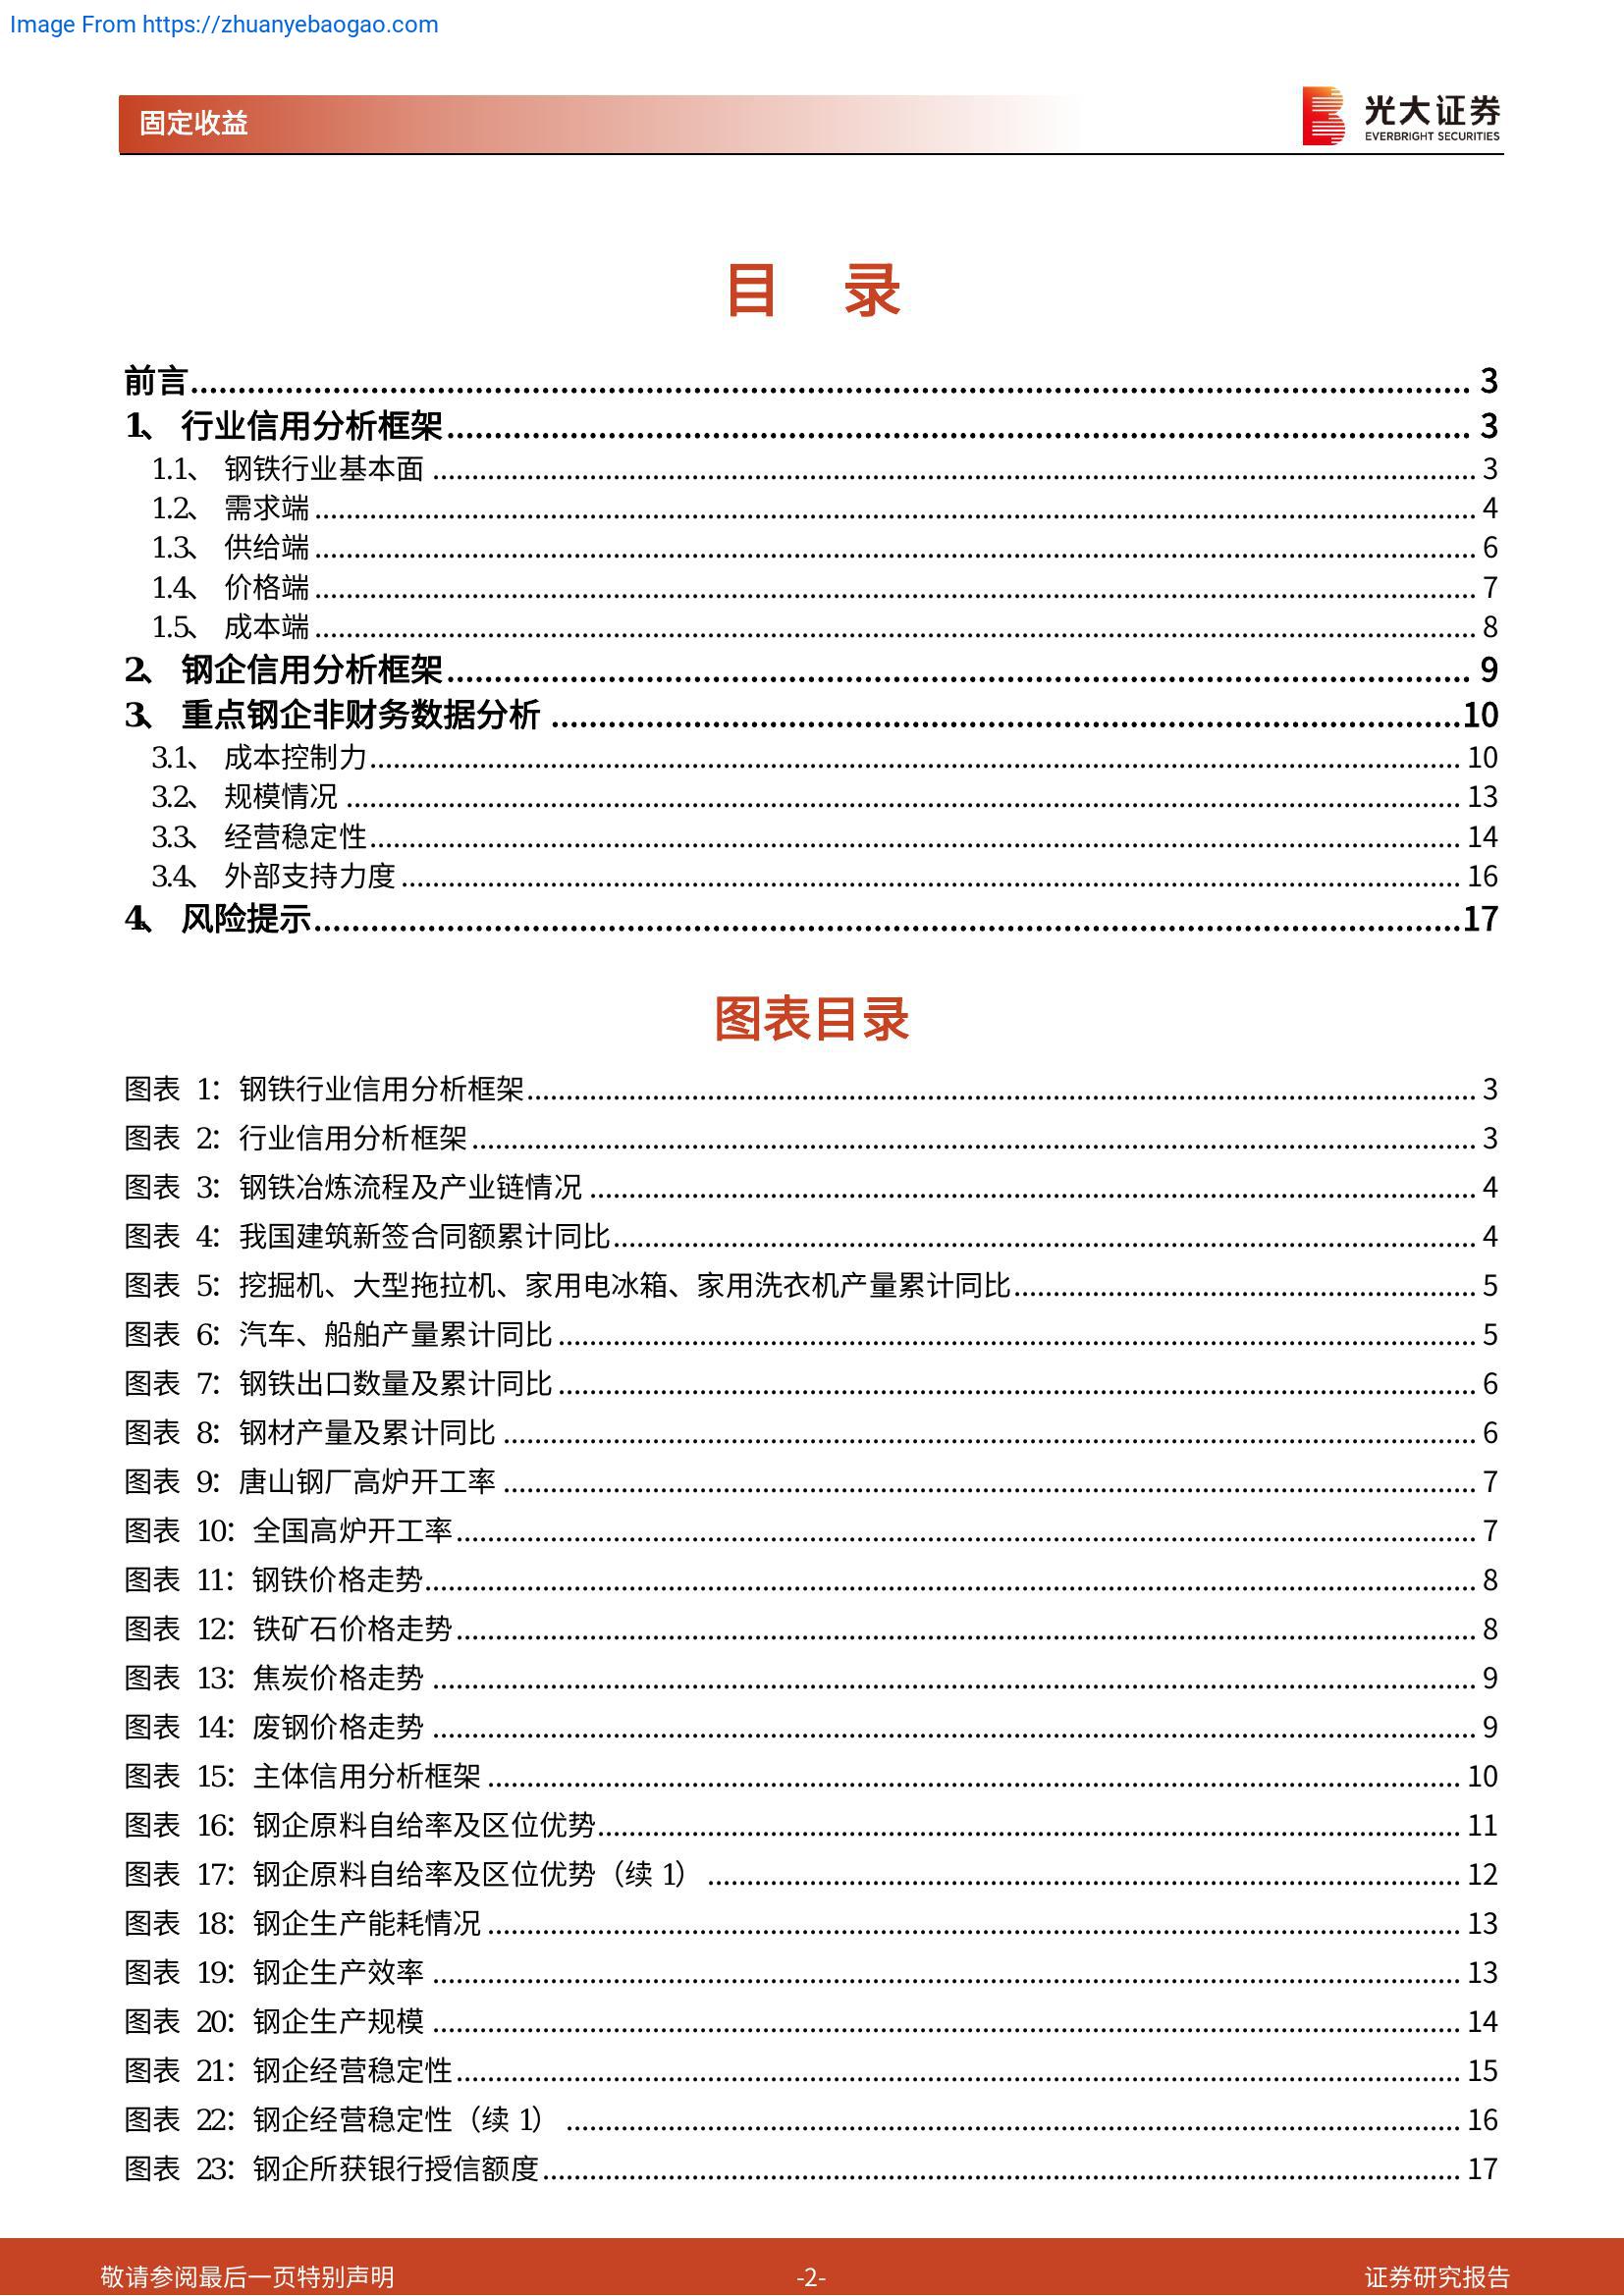 Image From https://zhuanyebaogao.com
固定收益
光大证券
EVERBRIGHT SECURITIES
目 录
前言 3
1、 行业信用分析框架 3
1.1、 钢铁行业基本面 3
1.2、 需求端 4
1.3、 供给端 6
1.4、 价格端 7
1.5、 成本端 8
2、 钢企信用分析框架 9
3、 重点钢企非财务数据分析 10
3.1、 成本控制力 10
3.2、 规模情况 13
3.3、 经营稳定性 14
3.4、 外部支持力度 16
4、 风险提示 17
图表目录
图表 1：钢铁行业信用分析框架 3
图表 2：行业信用分析框架 3
图表 3：钢铁冶炼流程及产业链情况 4
图表 4：我国建筑新签合同额累计同比 4
图表 5：挖掘机、大型拖拉机、家用电冰箱、家用洗衣机产量累计同比 5
图表 6：汽车、船舶产量累计同比 5
图表 7：钢铁出口数量及累计同比 6
图表 8：钢材产量及累计同比 6
图表 9：唐山钢厂高炉开工率 7
图表 10：全国高炉开工率 7
图表 11：钢铁价格走势 8
图表 12：铁矿石价格走势 8
图表 13：焦炭价格走势 9
图表 14：废钢价格走势 9
图表 15：主体信用分析框架 10
图表 16：钢企原料自给率及区位优势 11
图表 17：钢企原料自给率及区位优势（续 1） 12
图表 18：钢企生产能耗情况 13
图表 19：钢企生产效率 13
图表 20：钢企生产规模 14
图表 21：钢企经营稳定性 15
图表 22：钢企经营稳定性（续 1） 16
图表 23：钢企所获银行授信额度 17
敬请参阅最后一页特别声明 -2- 证券研究报告